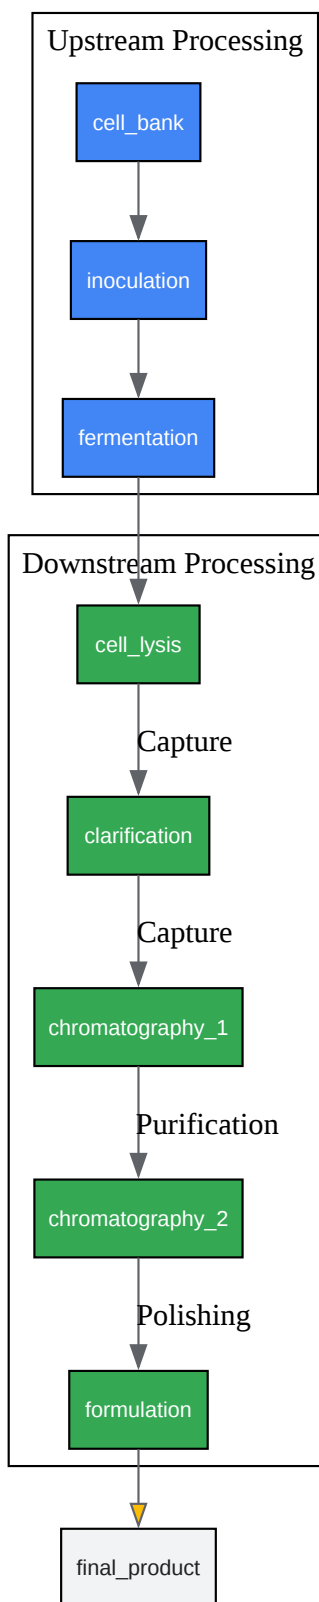 Upstream Processing
cell_bank
inoculation
fermentation
Downstream Processing
cell_lysis
Capture
clarification
Capture
chromatography_1
Purification
chromatography_2
Polishing
formulation
final_product